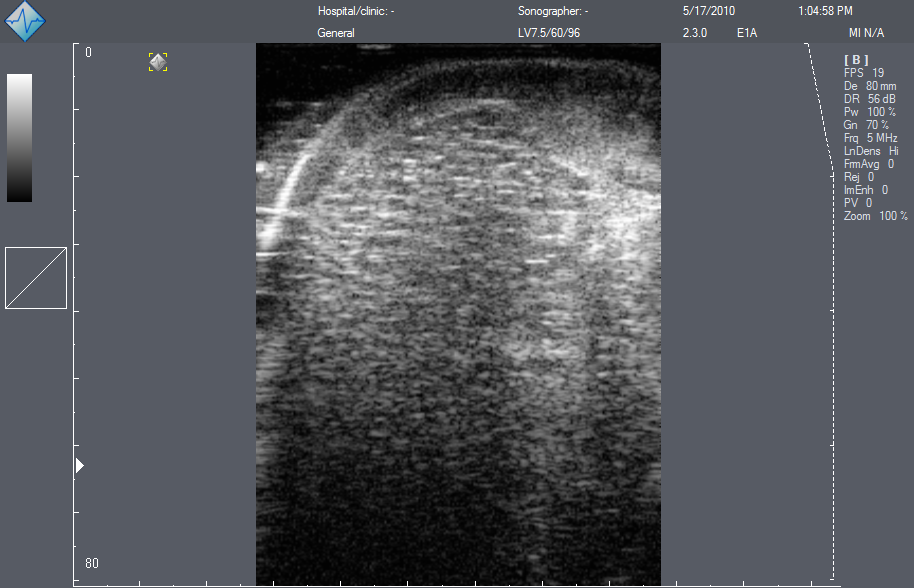 Hospital/clinic: - Sonographer: - 5/17/2010 1:04:58 PM
General LV7.5/60/96 2.3.0 E1A MI N/A
0
[ B ]
FPS 19
De 80 mm
DR 56 dB
Pw 100 %
Gn 70 %
Frq 5 MHz
LnDens Hi
FrmAvg 0
Rej 0
ImEnh 0
PV 0
Zoom 100 %
80